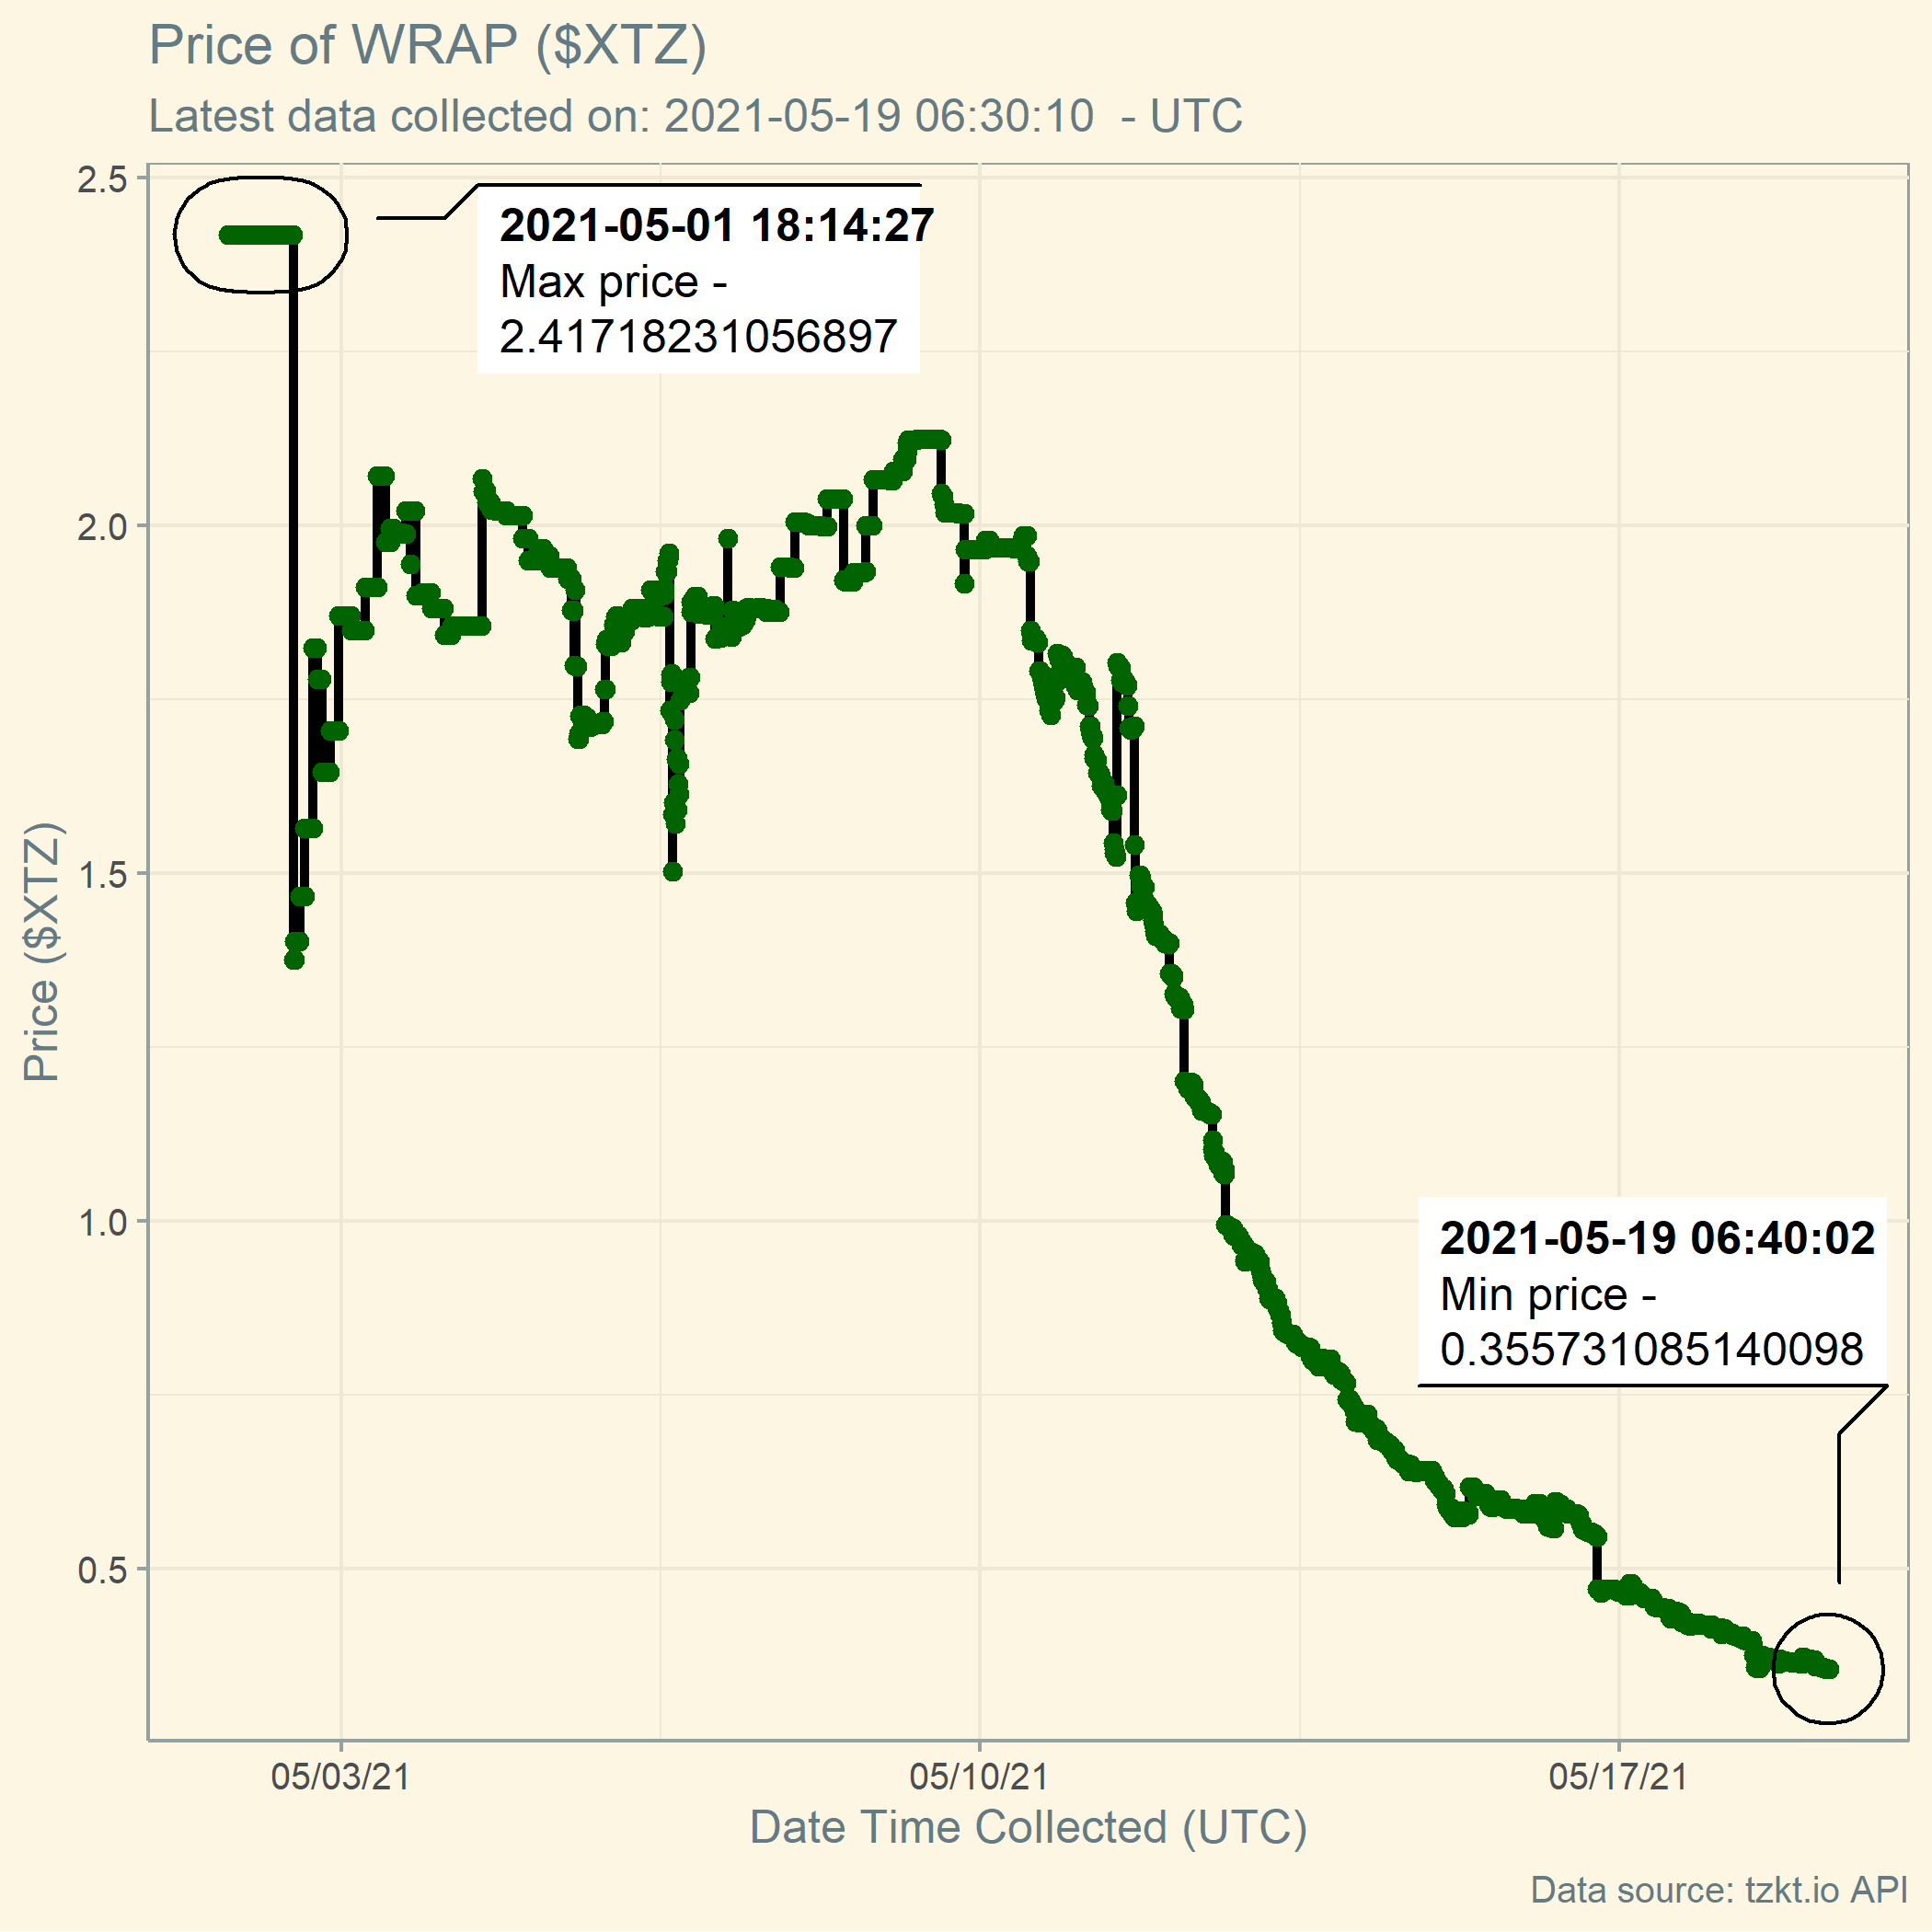 Price of WRAP ($XTZ)
Latest data collected on: 2021-05-19 06:30:10  - UTC
2.5
2.0
1.5
1.0
0.5
Price ($XTZ)
2021-05-01 18:14:27
Max price -
2.41718231056897
2021-05-19 06:40:02
Min price -
0.355731085140098
05/03/21
05/10/21
05/17/21
Date Time Collected (UTC)
Data source: tzkt.io API